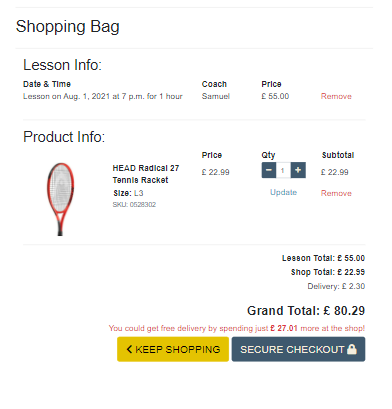 Shopping Bag
Lesson Info:
Date & Time Coach Price
Lesson on Aug. 1, 2021 at 7 p.m. for 1 hour Samuel £ 55.00 Remove
Product Info:
Price Qty Subtotal
HEAD Radical 27 £ 22.99 - 1 + £ 22.99
Tennis Racket
Size: L3 Update Remove
SKU: 0528302
Lesson Total: £ 55.00
Shop Total: £ 22.99
Delivery: £ 2.30
Grand Total: £ 80.29
You could get free delivery by spending just £ 27.01 more at the shop!
KEEP SHOPPING SECURE CHECKOUT